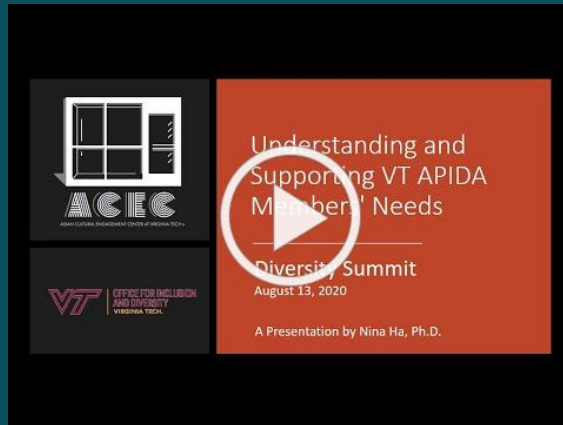 ACEC
ASIAN CULTURAL ENGAGEMENT CENTER AT VIRGINIA TECH
VT
OFFICE FOR INCLUSION
AND DIVERSITY
VIRGINIA TECH.
Understanding and
Supporting VT APIDA
Members' Needs
Diversity Summit
August 13, 2020
A Presentation by Nina Ha, Ph.D.